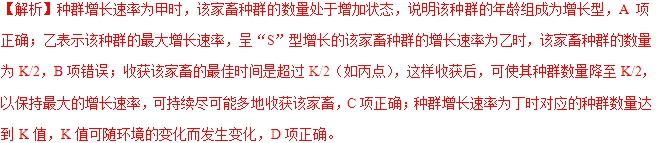 【解析】种群增长速率为甲时，该家畜种群的数量处于增加状态，说明该种群的年龄组成为增长型，A 项
正确；乙表示该种群的最大增长速率，呈“S”型增长的该家畜种群的增长速率为乙时，该家畜种群的数量
为 K/2，B项错误；收获该家畜的最佳时间是超过 K/2（如丙点），这样收获后，可使其种群数量降至 K/2，
以保持最大的增长速率，可持续尽可能多地收获该家畜，C项正确；种群增长速率为丁时对应的种群数量达
到 K 值，K 值可随环境的变化而发生变化，D 项正确。